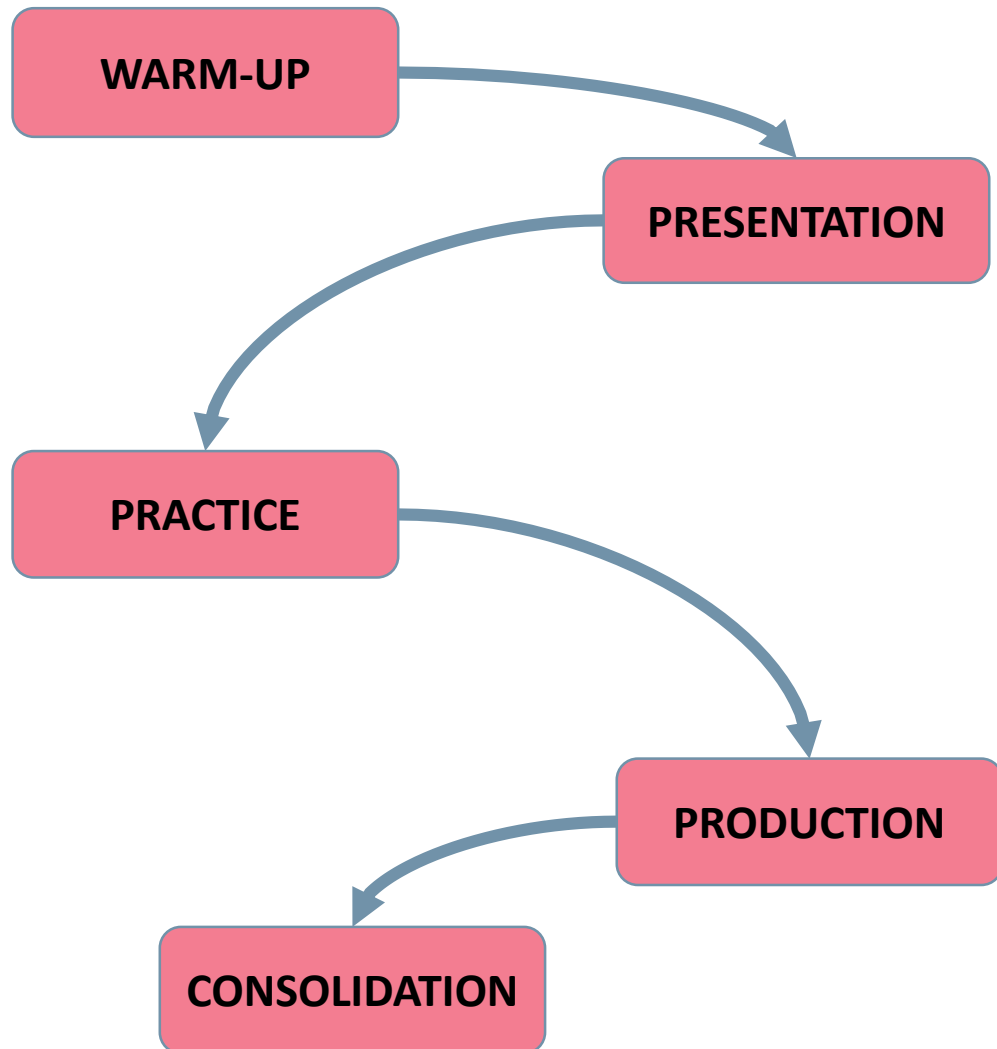 WARM-UP
PRESENTATION
PRACTICE
PRODUCTION
CONSOLIDATION